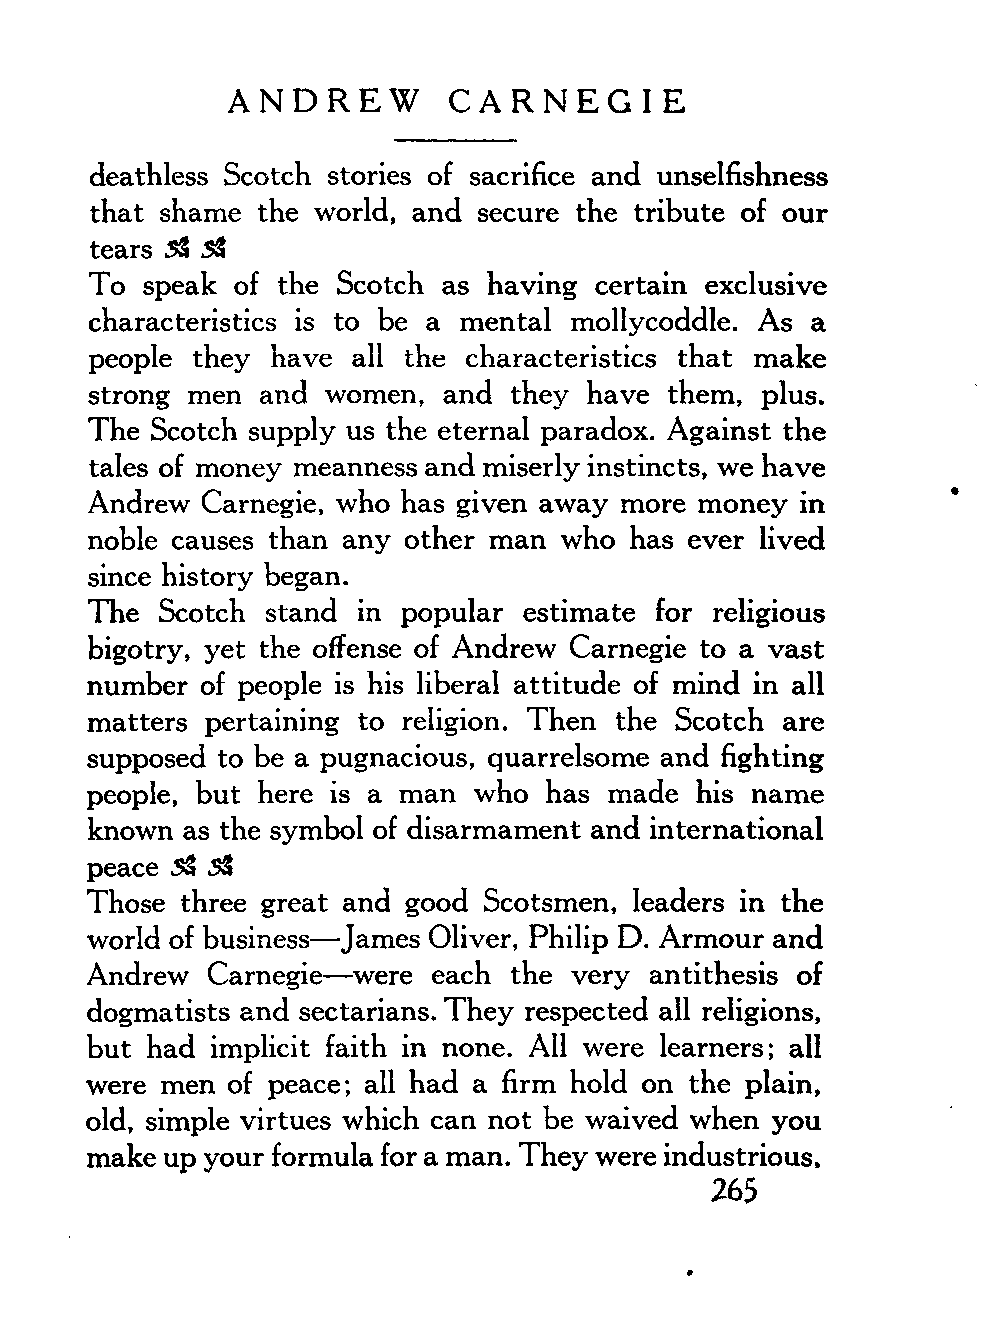 ANDREW CARNEGIE
deathless Scotch stories of sacrifice and unselfishness
that shame the world, and secure the tribute of our
tears
To speak of the Scotch as having certain exclusive
characteristics is to be a mental mollycoddle. As a
people they have all the characteristics that make
strong men and women, and they have them, plus.
The Scotch supply us the eternal paradox. Against the
tales of money meanness and miserly instincts, we have
Andrew Carnegie, who has given away more money in
noble causes than any other man who has ever lived
since history began.
The Scotch stand in popular estimate for religious
bigotry, yet the offense of Andrew Carnegie to a vast
number of people is his liberal attitude of mind in all
matters pertaining to religion. Then the Scotch are
supposed to be a pugnacious, quarrelsome and fighting
people, but here is a man who has made his name
known as the symbol of disarmament and international
peace
Those three great and good Scotsmen, leaders in the
world of business—James Oliver, Philip D. Armour and
Andrew Carnegie—were each the very antithesis of
dogmatists and sectarians. They respected all religions,
but had implicit faith in none. All were learners; all
were men of peace; all had a firm hold on the plain,
old, simple virtues which can not be waived when you
make up your formula for a man. They were industrious,
265